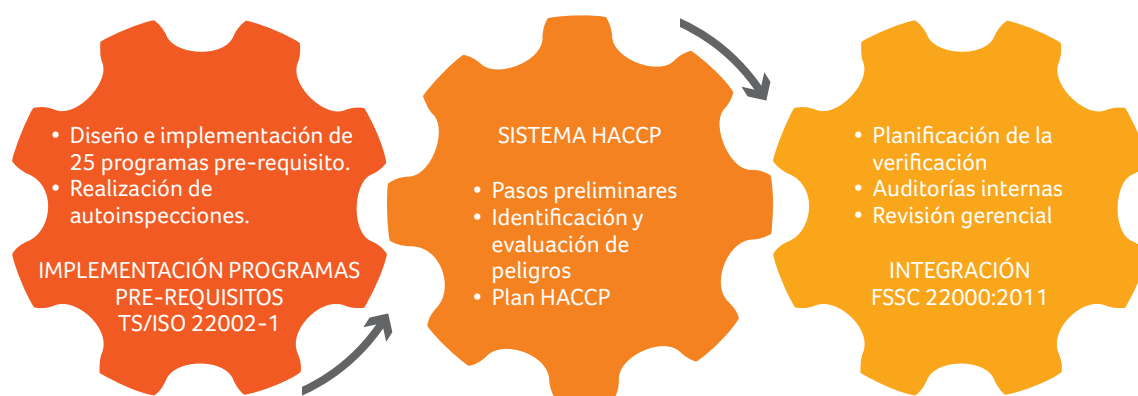 • Diseño e implementación de
25 programas pre-requisito.
• Realización de
autoinspecciones.
IMPLEMENTACIÓN PROGRAMAS
PRE-REQUISITOS
TS/ISO 22002-1
SISTEMA HACCP
• Pasos preliminares
• Identificación y
evaluación de
peligros
• Plan HACCP
• Planificación de la
verificación
• Auditorías internas
• Revisión gerencial
INTEGRACIÓN
FSSC 22000:2011